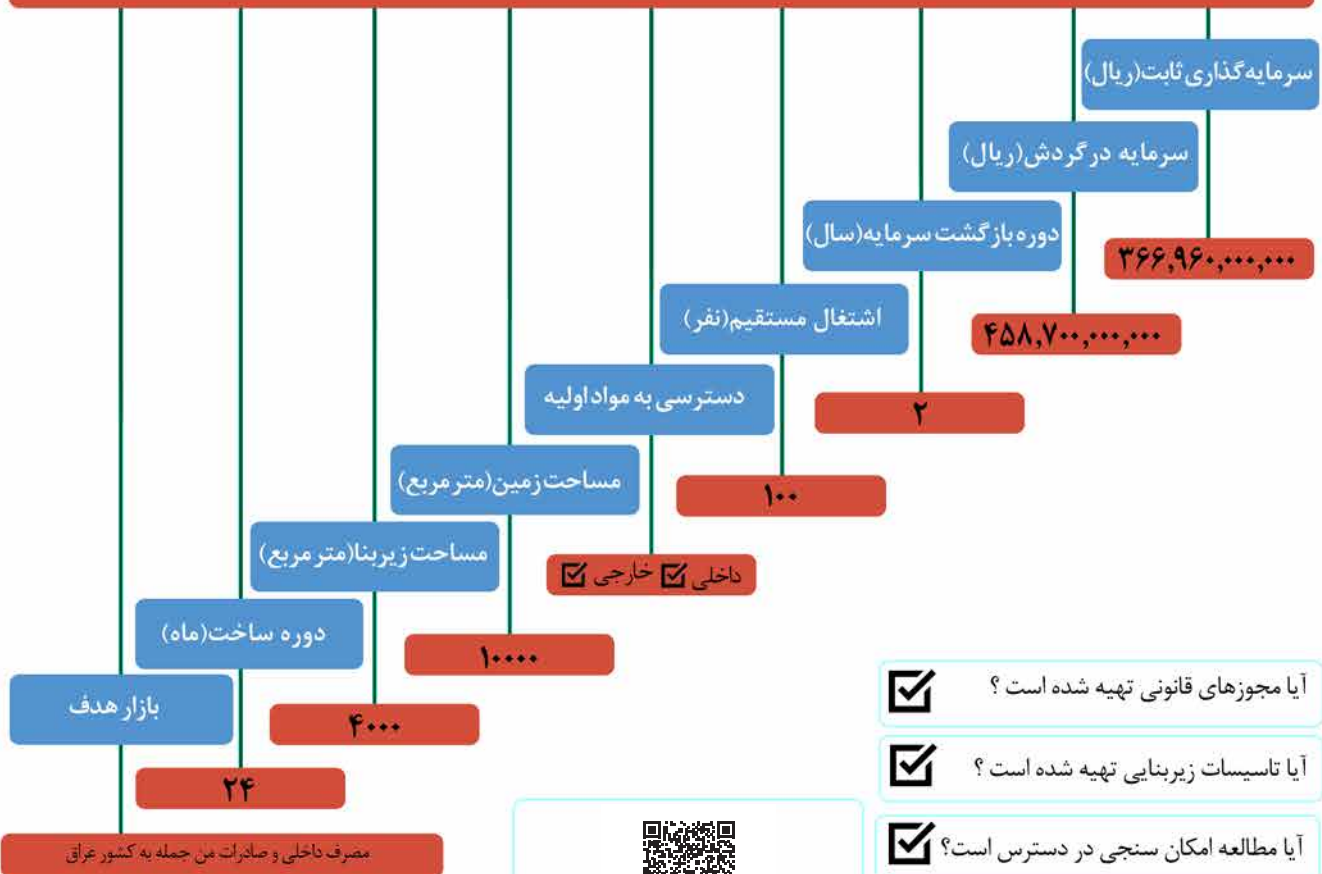 سرمایه‌گذاری ثابت(ریال)
۳۶۶,۹۶۰,۰۰۰,۰۰۰
سرمایه در گردش(ریال)
۴۵۸,۷۰۰,۰۰۰,۰۰۰
دوره بازگشت سرمایه(سال)
۲
اشتغال مستقیم(نفر)
۱۰۰
دسترسی به مواد اولیه
داخلی ☑ خارجی ☑
مساحت زمین(متر مربع)
۱۰۰۰۰
مساحت زیربنا(متر مربع)
۴۰۰۰
دوره ساخت(ماه)
۲۴
بازار هدف
مصرف داخلی و صادرات من جمله به کشور عراق
آیا مجوزهای قانونی تهیه شده است ؟ ☑
آیا تاسیسات زیربنایی تهیه شده است ؟ ☑
آیا مطالعه امکان سنجی در دسترس است؟ ☑